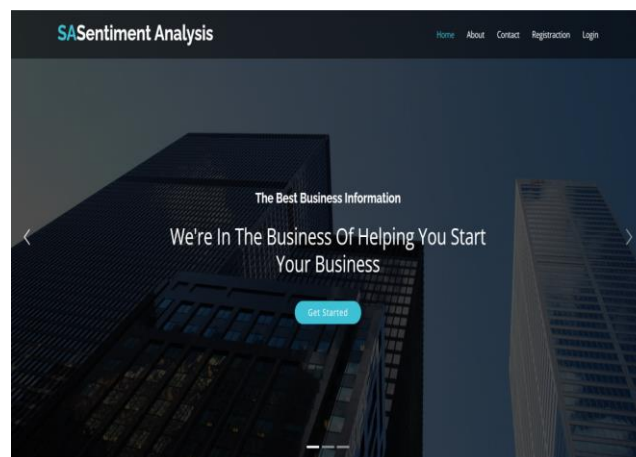 SASentiment Analysis
Home About Contact Registraction Login
The Best Business Information
We're In The Business Of Helping You Start
Your Business
Get Started